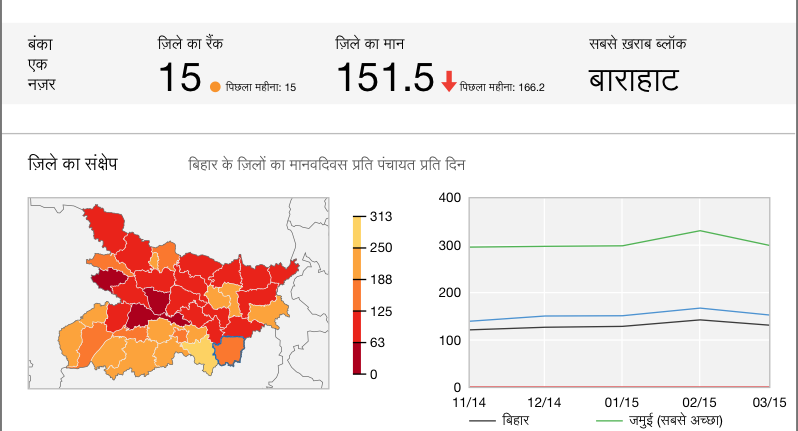 बंका
एक
नज़र
ज़िले का रैंक
15 पिछला महीना: 15
ज़िले का मान
151.5 पिछला महीना: 166.2
सबसे ख़राब ब्लॉक
बाराहाट
ज़िले का संक्षेप
बिहार के ज़िलों का मानवदिवस प्रति पंचायत प्रति दिन
313
250
188
125
63
0
400
300
200
100
0
11/14 12/14 01/15 02/15 03/15
बिहार जमुई (सबसे अच्छा)